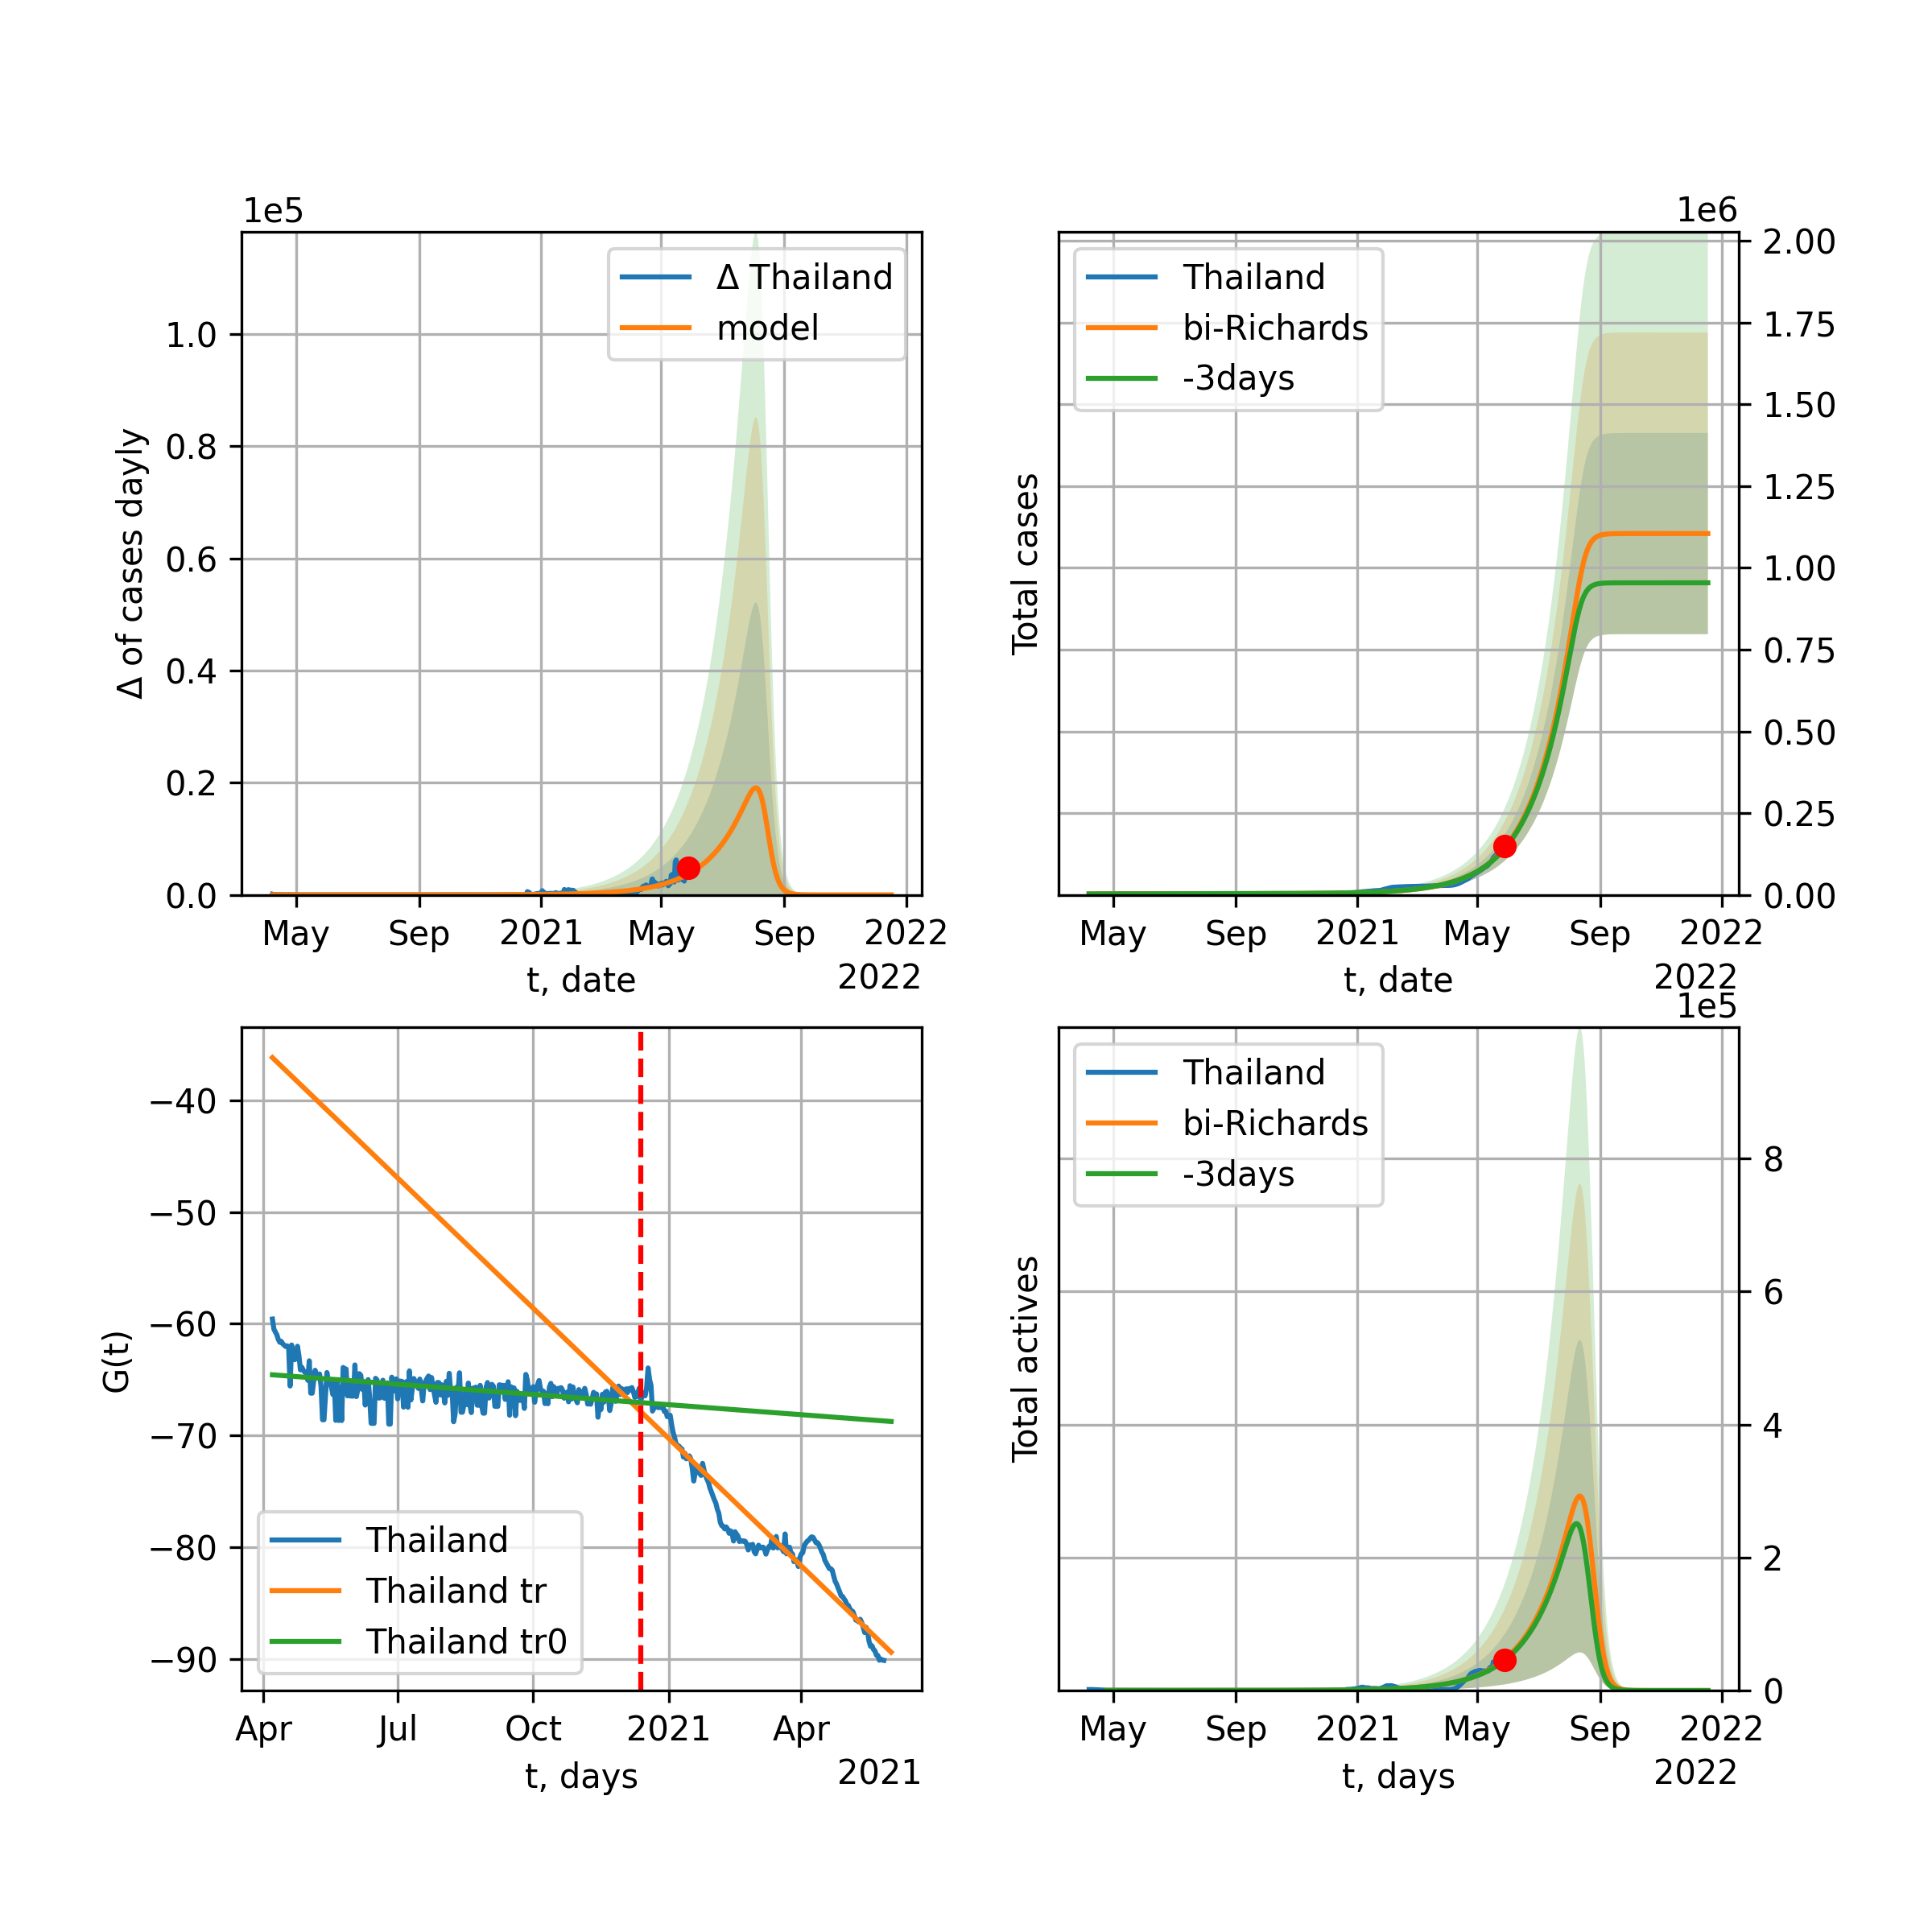 1e5
Δ of cases dayly
1.0
0.8
0.6
0.4
0.2
0.0
Δ Thailand
model
May Sep 2021 May Sep 2022
t, date
2022
1e6
Total cases
Thailand
bi-Richards
-3days
2.00
1.75
1.50
1.25
1.00
0.75
0.50
0.25
0.00
May Sep 2021 May Sep 2022
t, date
2022
G(t)
−40
−50
−60
−70
−80
−90
Thailand
Thailand tr
Thailand tr0
Apr Jul Oct 2021 Apr
t, days
2021
1e5
Total actives
Thailand
bi-Richards
-3days
8
6
4
2
0
May Sep 2021 May Sep 2022
t, days
2022